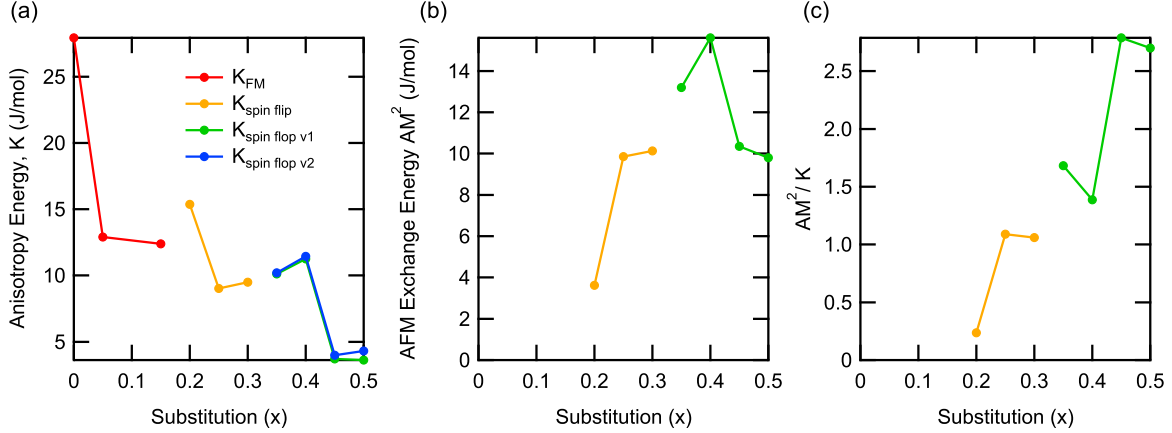 (a)
Anisotropy Energy, K (J/mol)
25
20
15
10
5
K_FM
K_spin flip
K_spin flop v1
K_spin flop v2
0 0.1 0.2 0.3 0.4 0.5
Substitution (x)
(b)
AFM Exchange Energy AM² (J/mol)
14
12
10
8
6
4
2
0
0 0.1 0.2 0.3 0.4 0.5
Substitution (x)
(c)
AM²/ K
2.5
2.0
1.5
1.0
0.5
0
0 0.1 0.2 0.3 0.4 0.5
Substitution (x)